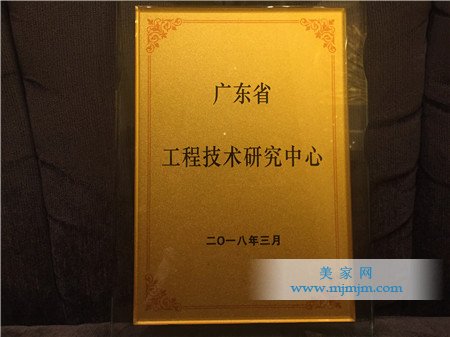 广东省
工程技术研究中心
二〇一八年三月
美家网
www.mjmjm.com